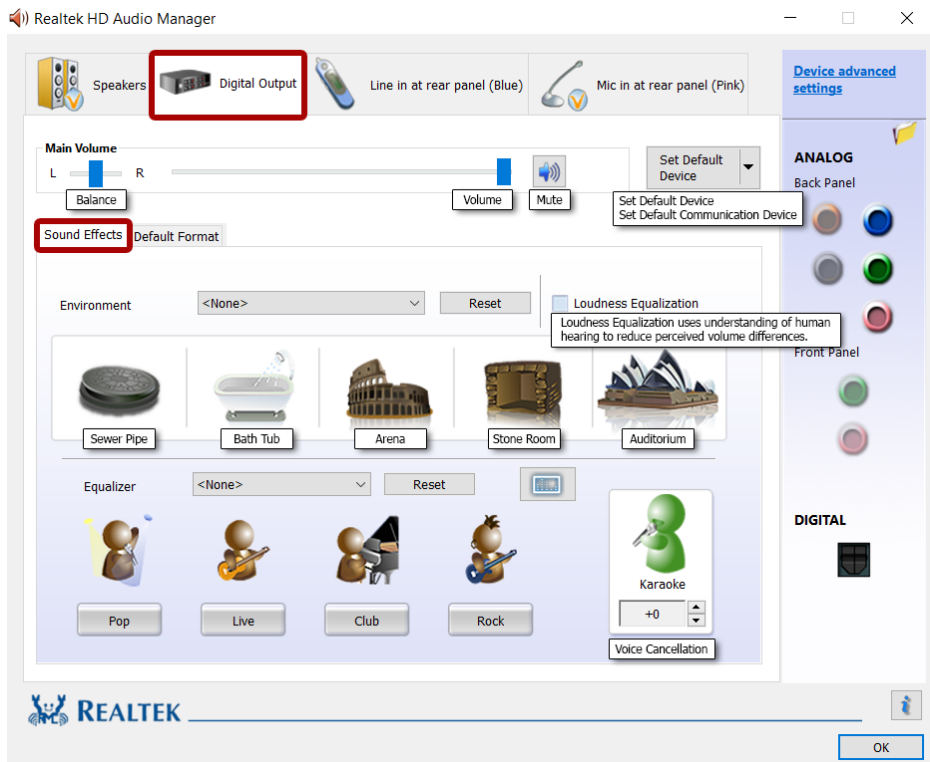 Realtek HD Audio Manager
Speakers
Digital Output
Line in at rear panel (Blue)
Mic in at rear panel (Pink)
Device advanced
settings
Main Volume
L
R
Balance
Volume
Mute
Set Default
Device
Set Default Device
Set Default Communication Device
Sound Effects
Default Format
Environment
<None>
Reset
Loudness Equalization
Loudness Equalization uses understanding of human
hearing to reduce perceived volume differences.
Sewer Pipe
Bath Tub
Arena
Stone Room
Auditorium
Equalizer
<None>
Reset
Pop
Live
Club
Rock
Karaoke
+0
Voice Cancellation
ANALOG
Back Panel
Front Panel
DIGITAL
REALTEK
i
OK